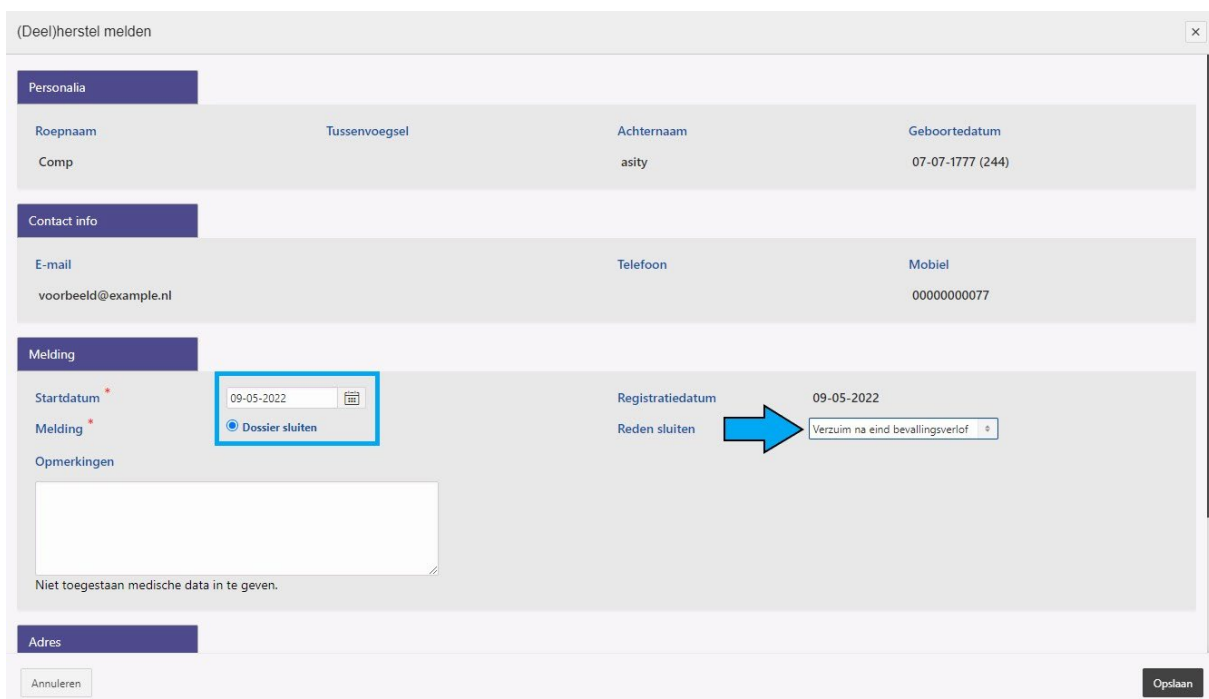 (Deel)herstel melden
Personalia
Roepnaam Tussenvoegsel Achternaam Geboortedatum
Comp asity 07-07-1777 (244)
Contact info
E-mail Telefoon Mobiel
voorbeeld@example.nl 00000000077
Melding
Startdatum * 09-05-2022 Registratiedatum 09-05-2022
Melding * Dossier sluiten Reden sluiten Verzuim na eind bevallingsverlof
Opmerkingen
Niet toegestaan medische data in te geven.
Adres
Annuleren Opslaan